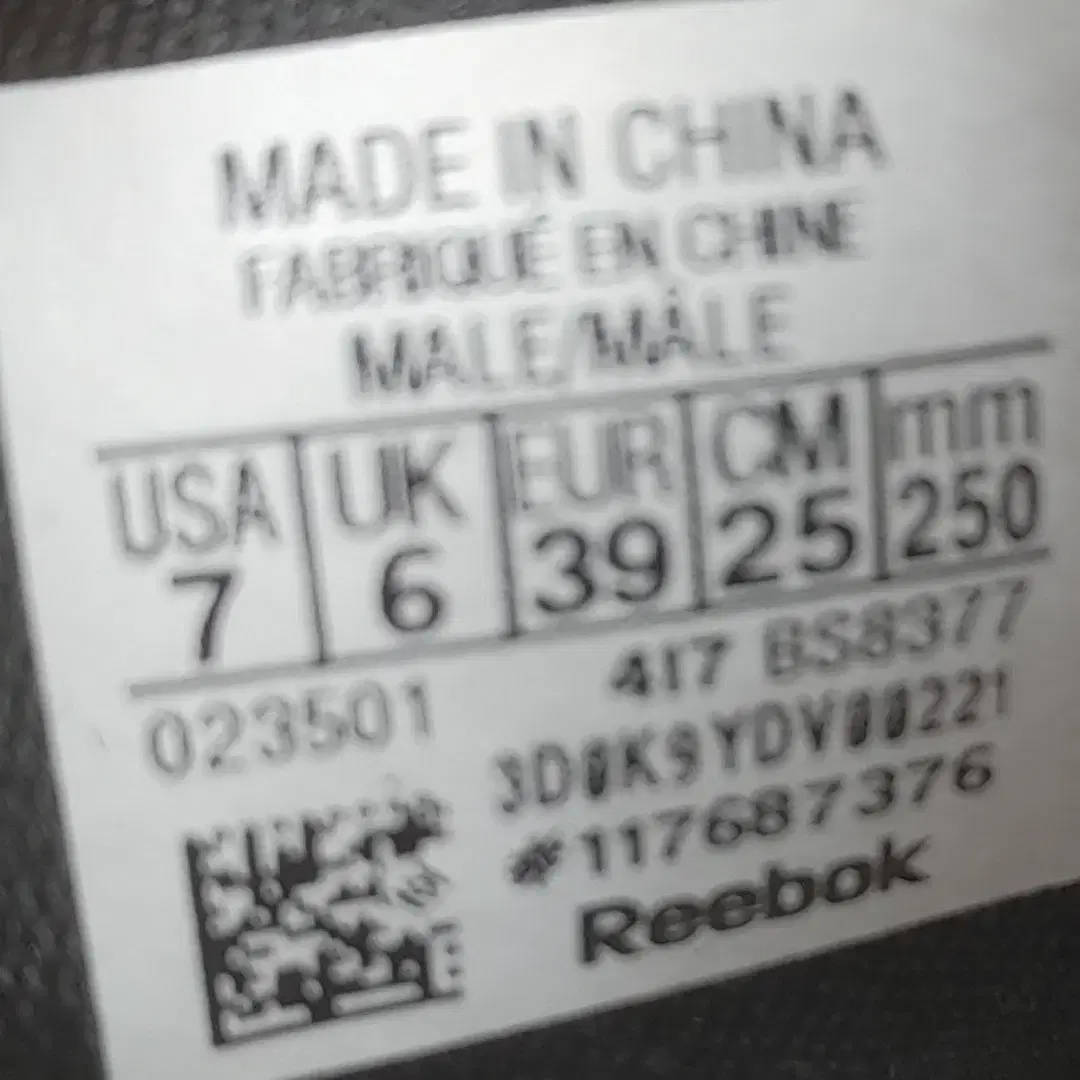 MADE IN CHINA
FABRIQUÉ EN CHINE
MALE/MÂLE
USA UK EUR CM mm
7 6 39 25 250
417 BS8377
023501
3D0K9YDV00221
#117687376
Reebok